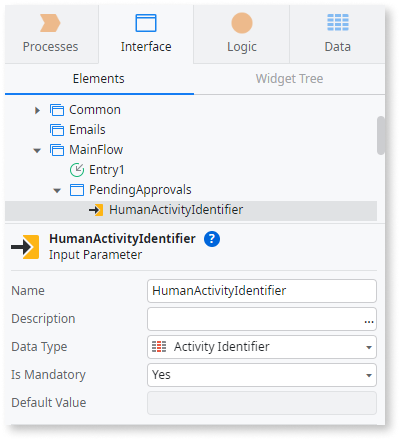 Processes Interface Logic Data
Elements Widget Tree
Common
Emails
MainFlow
Entry1
PendingApprovals
HumanActivityIdentifier
HumanActivityIdentifier ?
Input Parameter
Name HumanActivityIdentifier
Description ...
Data Type Activity Identifier
Is Mandatory Yes
Default Value